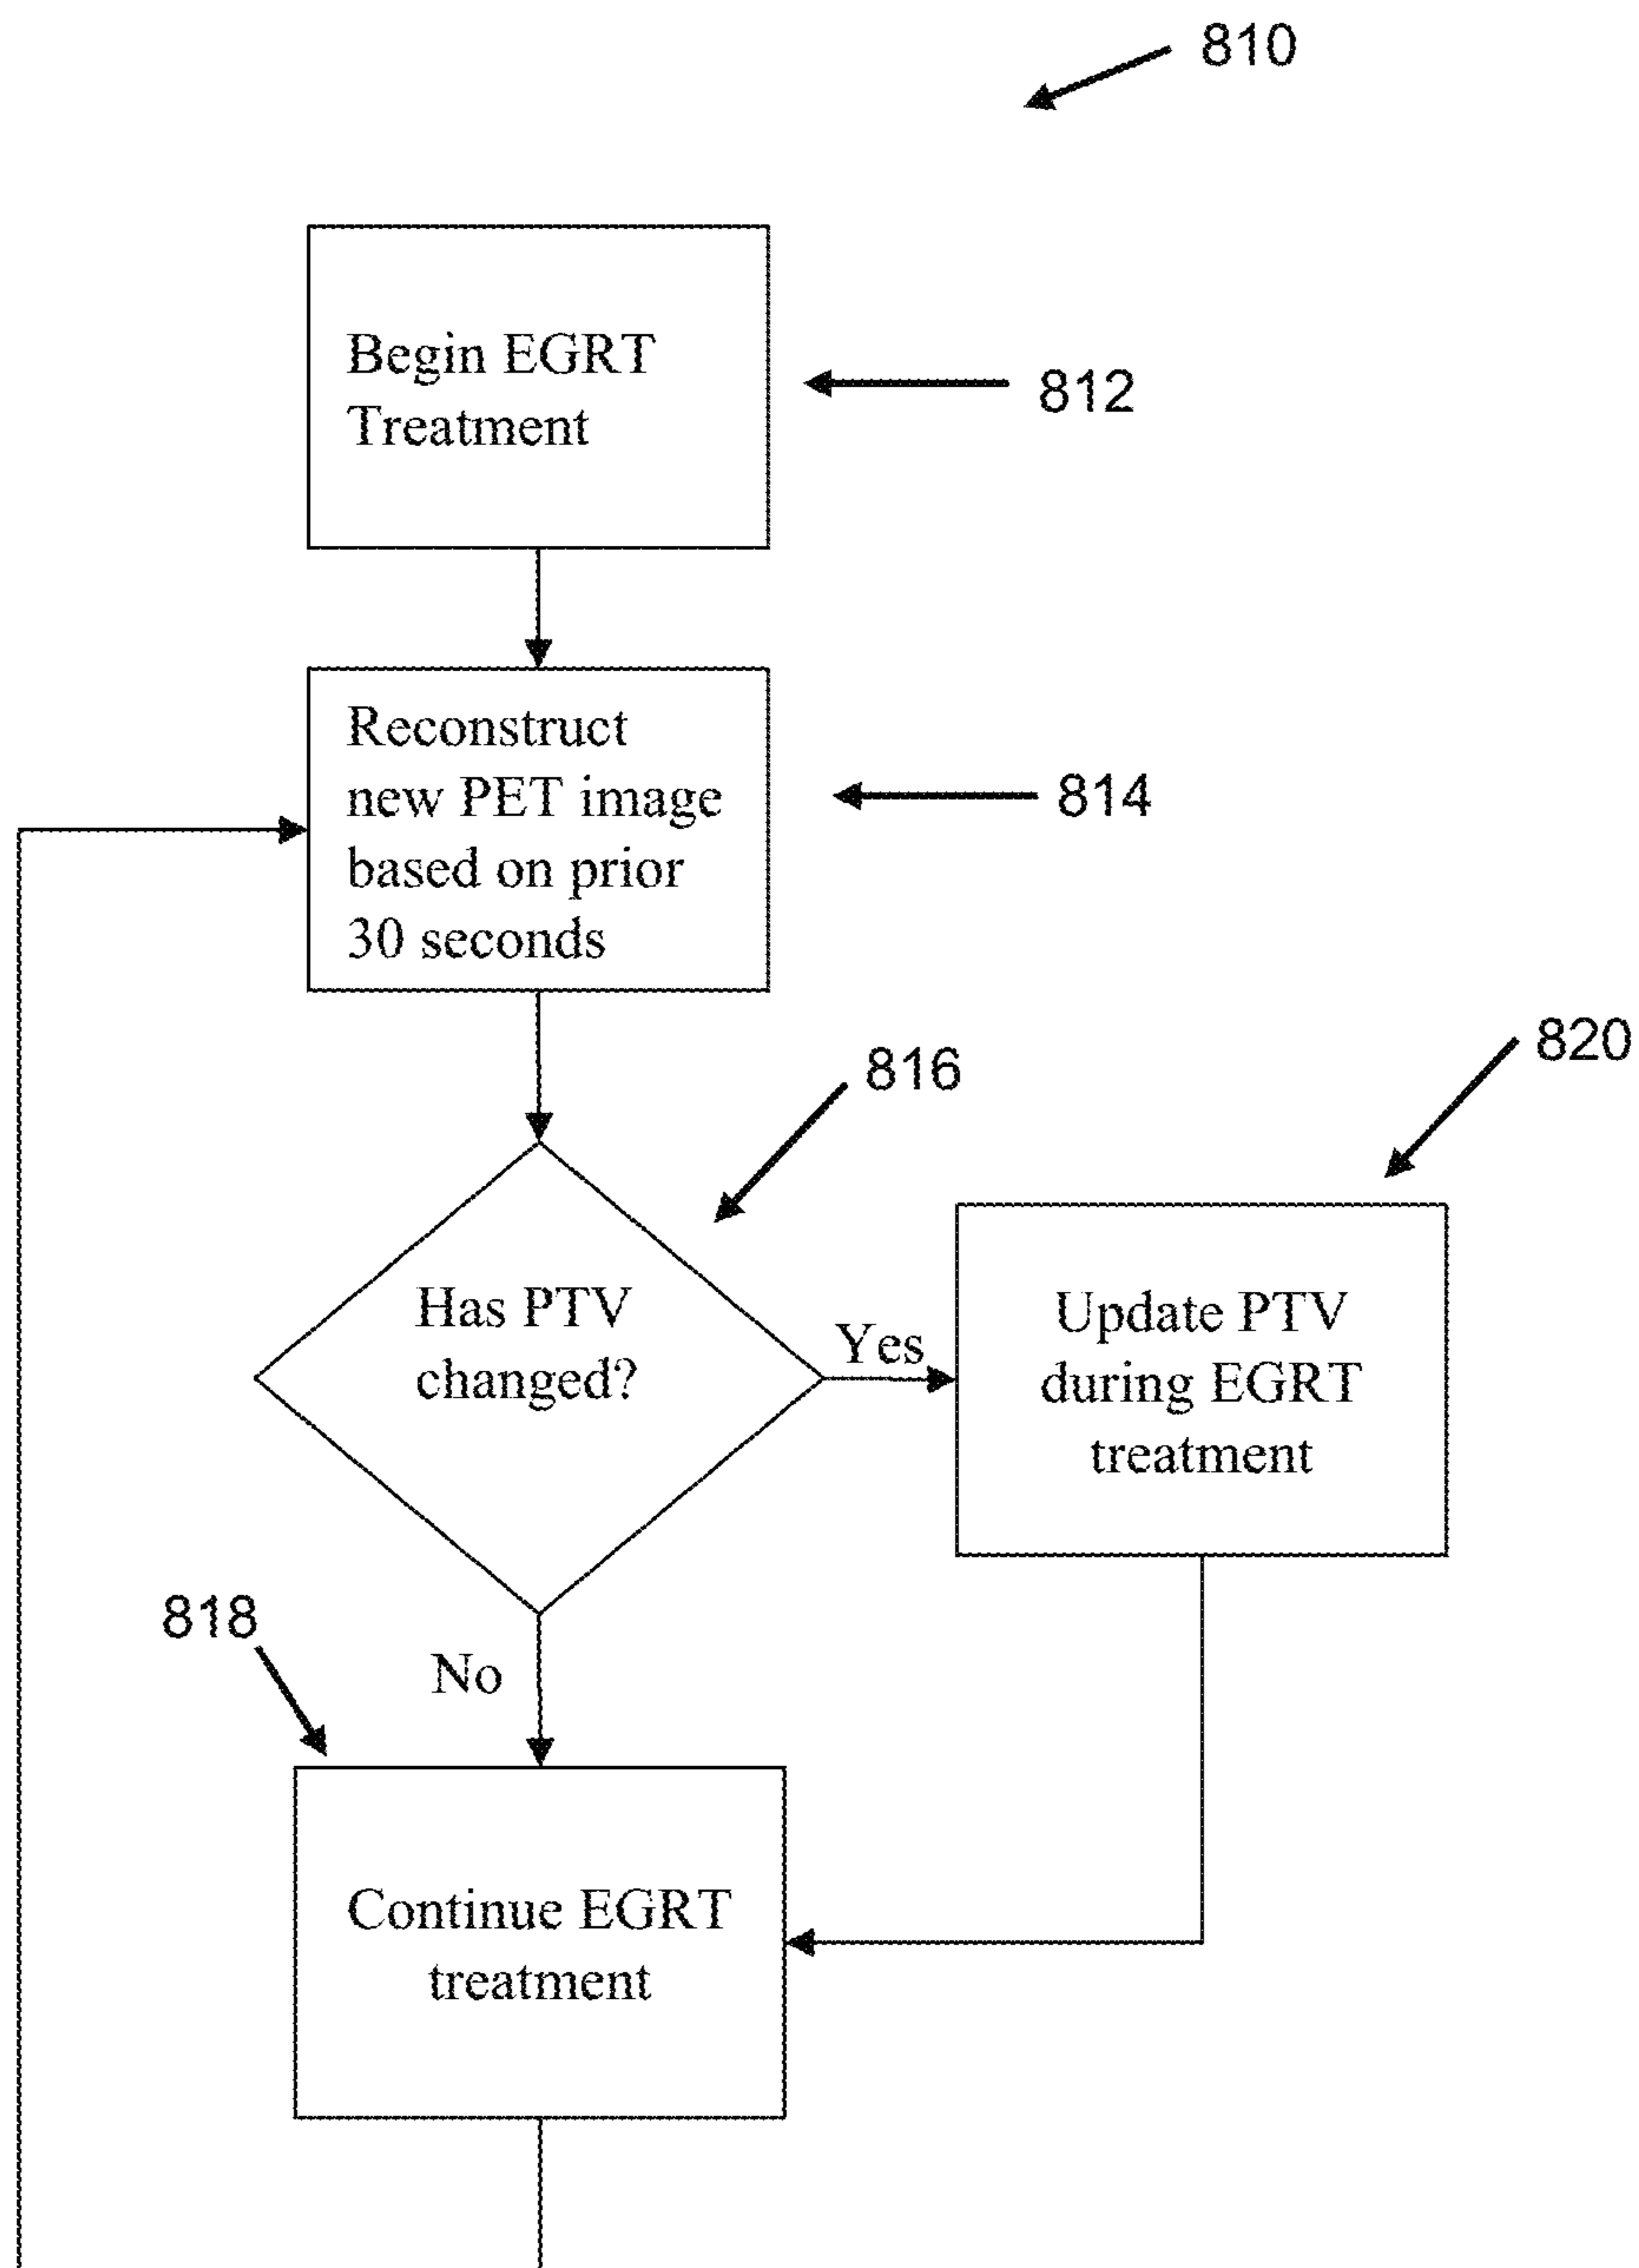 810
Begin EGRT
Treatment
812
Reconstruct
new PET image
based on prior
30 seconds
814
816
820
Has PTV
changed?
Yes
Update PTV
during EGRT
treatment
818
No
Continue EGRT
treatment